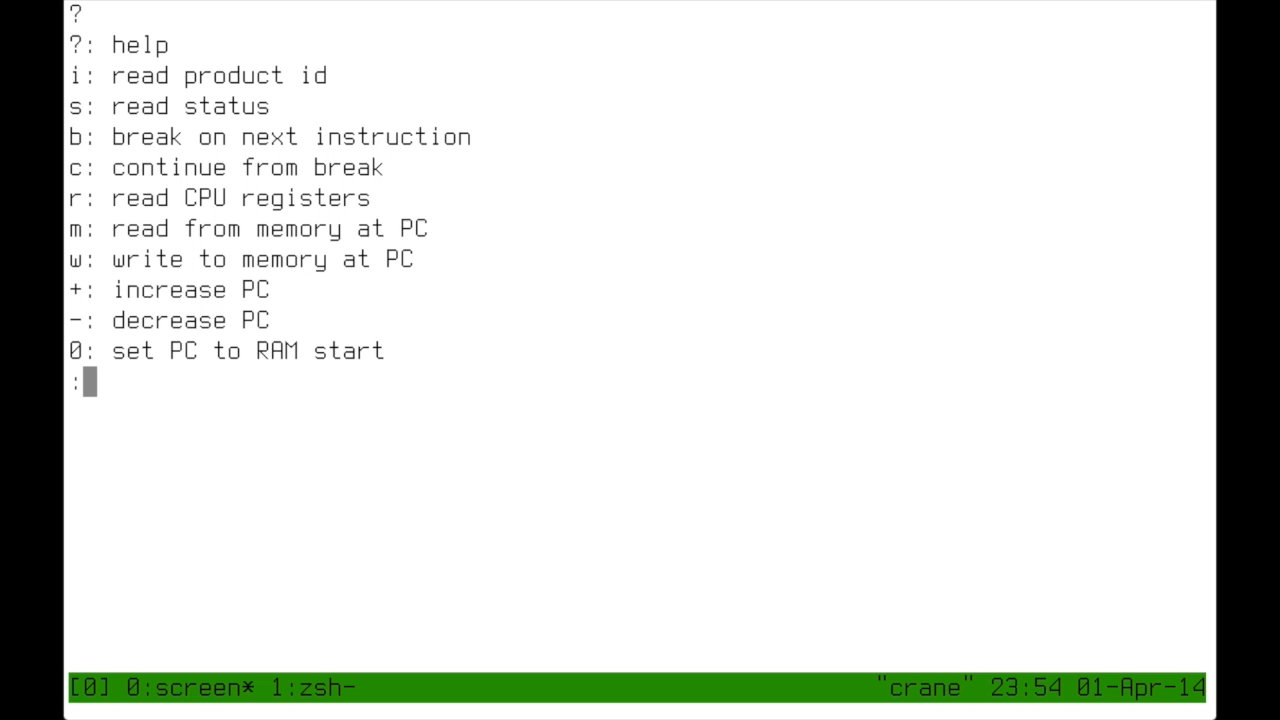 ?
?: help
i: read product id
s: read status
b: break on next instruction
c: continue from break
r: read CPU registers
m: read from memory at PC
w: write to memory at PC
+: increase PC
-: decrease PC
0: set PC to RAM start
:
[0] 0:screen* 1:zsh- "crane" 23:54 01-Apr-14